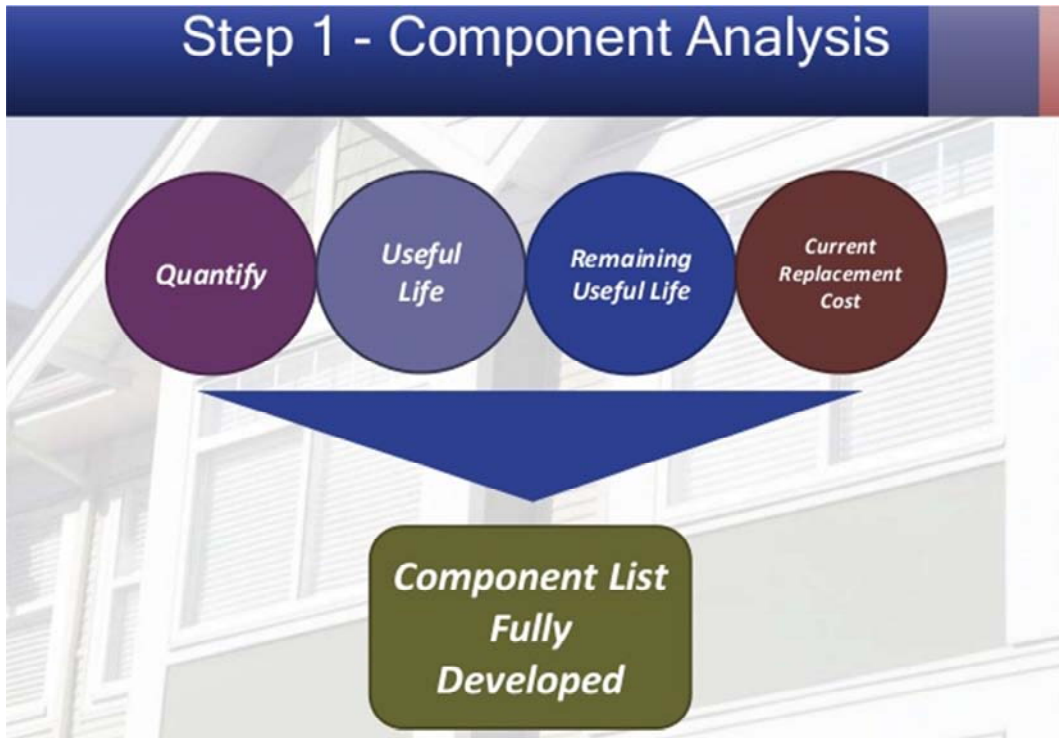 Step 1 - Component Analysis
Quantify
Useful
Life
Remaining
Useful Life
Current
Replacement
Cost
Component List
Fully
Developed